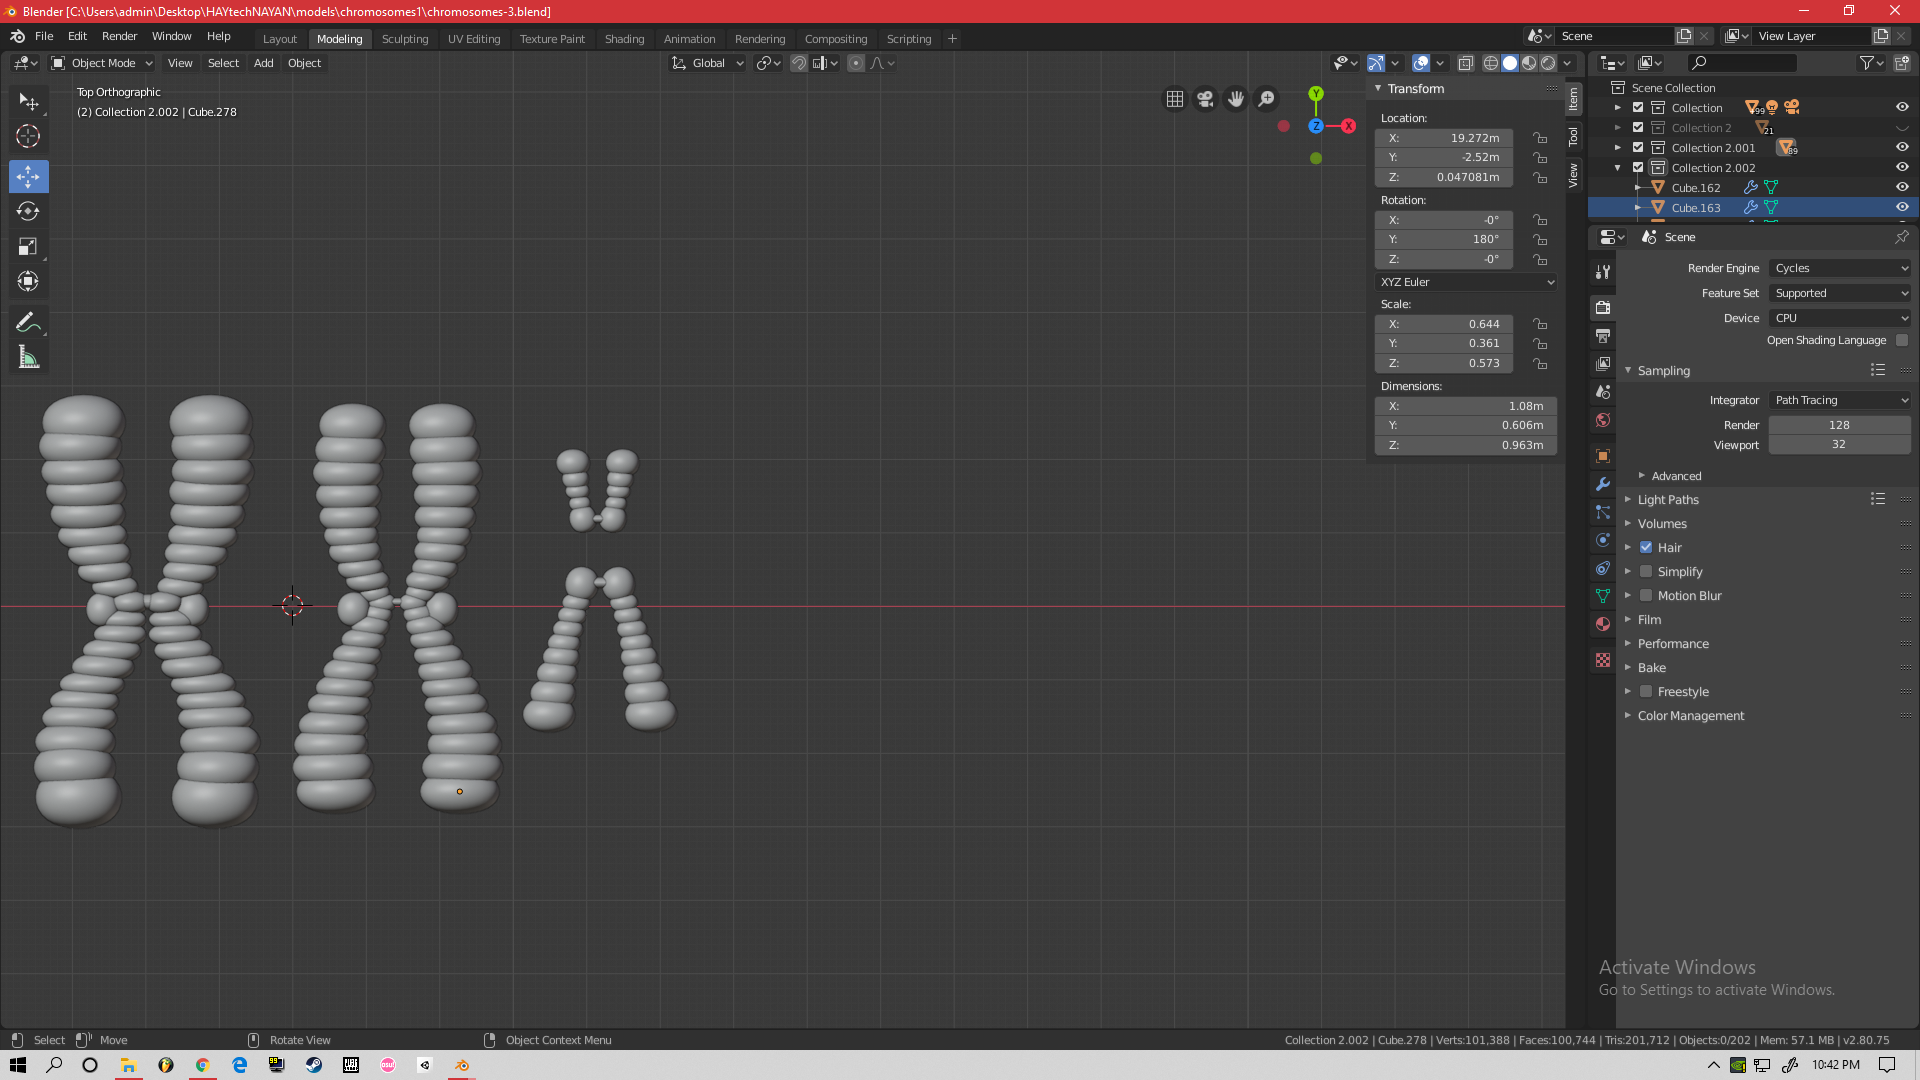 Blender [C:\Users\admin\Desktop\HAYtechNAYAN\models\chromosomes1\chromosomes-3.blend]
File Edit Render Window Help Layout Modeling Sculpting UV Editing Texture Paint Shading Animation Rendering Compositing Scripting + Scene View Layer
Object Mode View Select Add Object Global
Top Orthographic
(2) Collection 2.002 | Cube.278
Y
Z
X
Transform
Location:
X: 19.272m
Y: -2.52m
Z: 0.047081m
Rotation:
X: -0°
Y: 180°
Z: -0°
XYZ Euler
Scale:
X: 0.644
Y: 0.361
Z: 0.573
Dimensions:
X: 1.08m
Y: 0.606m
Z: 0.963m
Item
Tool
View
Scene Collection
Collection 99
Collection 2 21
Collection 2.001 39
Collection 2.002
Cube.162
Cube.163
Scene
Render Engine Cycles
Feature Set Supported
Device CPU
Open Shading Language
Sampling
Integrator Path Tracing
Render 128
Viewport 32
Advanced
Light Paths
Volumes
Hair
Simplify
Motion Blur
Film
Performance
Bake
Freestyle
Color Management
Activate Windows
Go to Settings to activate Windows.
Select Move Rotate View Object Context Menu Collection 2.002 | Cube.278 | Verts:101,388 | Faces:100,744 | Tris:201,712 | Objects:0/202 | Mem: 57.1 MB | v2.80.75
99 osu! 10:42 PM